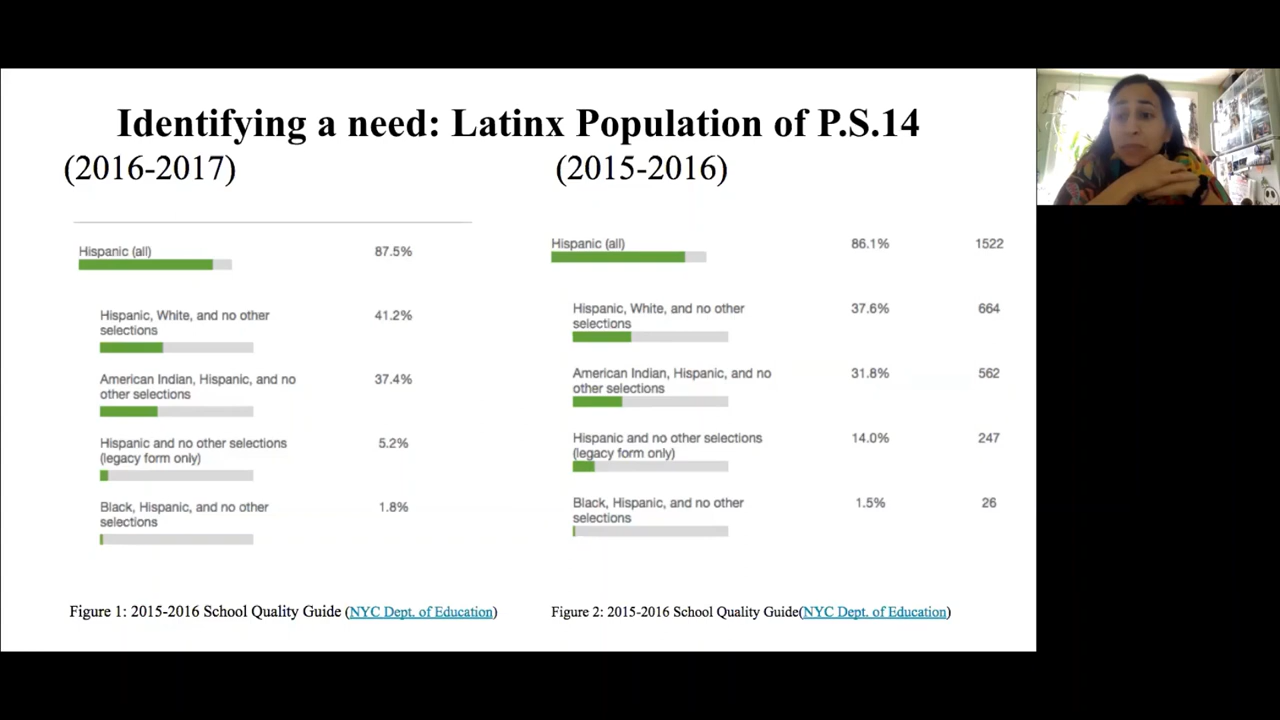 Identifying a need: Latinx Population of P.S.14
(2016-2017)
Hispanic (all) 87.5%
Hispanic, White, and no other
selections
41.2%
American Indian, Hispanic, and no
other selections
37.4%
Hispanic and no other selections
(legacy form only)
5.2%
Black, Hispanic, and no other
selections
1.8%
Figure 1: 2015-2016 School Quality Guide (NYC Dept. of Education)
(2015-2016)
Hispanic (all) 86.1% 1522
Hispanic, White, and no other
selections
37.6% 664
American Indian, Hispanic, and no
other selections
31.8% 562
Hispanic and no other selections
(legacy form only)
14.0% 247
Black, Hispanic, and no other
selections
1.5% 26
Figure 2: 2015-2016 School Quality Guide(NYC Dept. of Education)